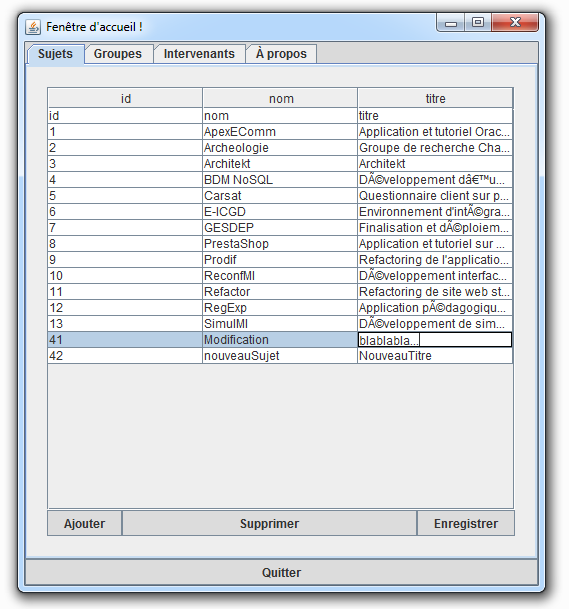 Fenêtre d'accueil !
Sujets Groupes Intervenants À propos
id nom titre
id nom titre
1 ApexEComm Application et tutoriel Orac...
2 Archeologie Groupe de recherche Cha...
3 Architekt Architekt
4 BDM NoSQL DÃ©veloppement dâ€™u...
5 Carsat Questionnaire client sur p...
6 E-ICGD Environnement d'intÃ©gra...
7 GESDEP Finalisation et dÃ©ploiem...
8 PrestaShop Application et tutoriel sur ...
9 Prodif Refactoring de l'applicatio...
10 ReconfMI DÃ©veloppement interfac...
11 Refactor Refactoring de site web st...
12 RegExp Application pÃ©dagogiqu...
13 SimulMI DÃ©veloppement de sim...
41 Modification blablabla...
42 nouveauSujet NouveauTitre
Ajouter Supprimer Enregistrer
Quitter